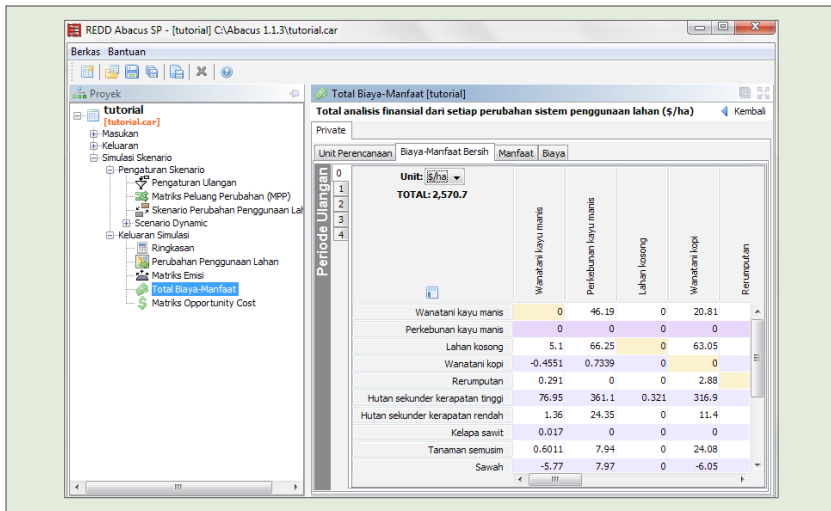 REDD Abacus SP - [tutorial] C:\Abacus 1.1.3\tutorial.car
Berkas Bantuan
Proyek
tutorial
[tutorial.car]
Masukan
Keluaran
Simulasi Skenario
Pengaturan Skenario
Pengaturan Ulangan
Matriks Peluang Perubahan (MPP)
Skenario Perubahan Penggunaan Lah
Scenario Dynamic
Keluaran Simulasi
Ringkasan
Perubahan Penggunaan Lahan
Matriks Emisi
Total Biaya-Manfaat
Matriks Opportunity Cost
Total Biaya-Manfaat [tutorial]
Total analisis finansial dari setiap perubahan sistem penggunaan lahan ($/ha) Kembali
Private
Unit Perencanaan Biaya-Manfaat Bersih Manfaat Biaya
Periode Ulangan
0
1
2
3
4
Unit: $/ha
TOTAL: 2,570.7
Wanatani kayu manis Perkebunan kayu manis Lahan kosong Wanatani kopi Rerumputan
Wanatani kayu manis 0 46.19 0 20.81
Perkebunan kayu manis 0 0 0 0
Lahan kosong 5.1 66.25 0 63.05
Wanatani kopi -0.4551 0.7339 0 0
Rerumputan 0.291 0 0 2.88
Hutan sekunder kerapatan tinggi 76.95 361.1 0.321 316.9
Hutan sekunder kerapatan rendah 1.36 24.35 0 11.4
Kelapa sawit 0.017 0 0 0
Tanaman semusim 0.6011 7.94 0 24.08
Sawah -5.77 7.97 0 -6.05